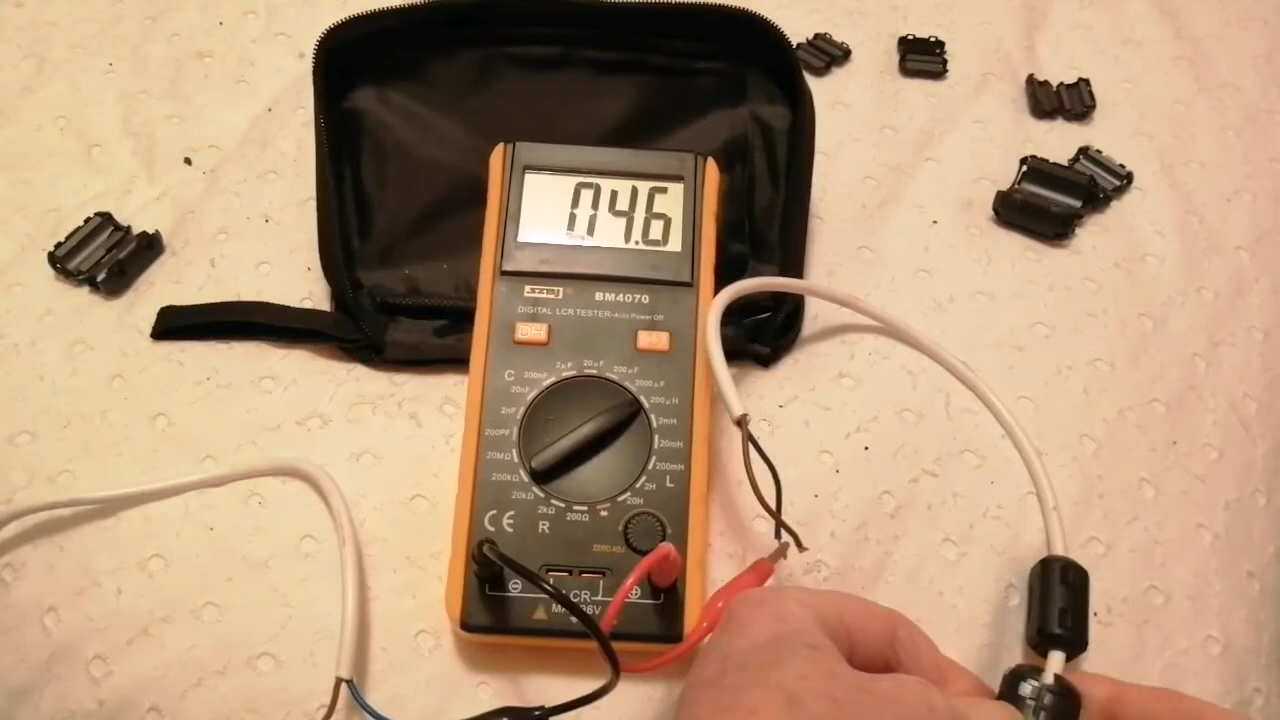 04.6
BM4070
DIGITAL LCR TESTER-Auto Power Off
DH
C 200nF 2μF 20μF 200μF 2000μF
20nF 200μH
2nF 2mH
200PF 20mH
20MΩ 200mH
200kΩ 2H L
20kΩ 20H
2kΩ 200Ω
CE R
ZERO ADJ
LCR
36V